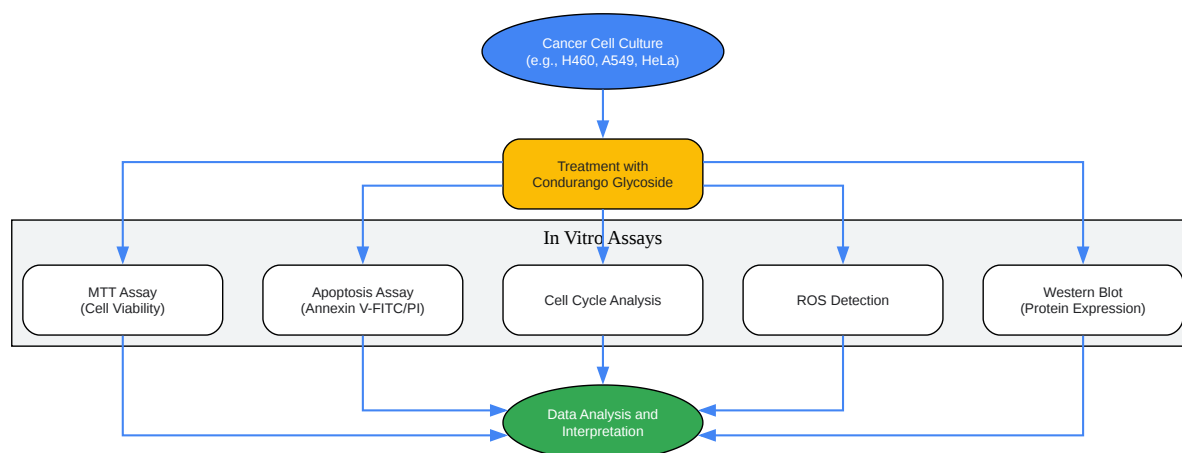 Cancer Cell Culture
(e.g., H460, A549, HeLa)
Treatment with
Condurango Glycoside
In Vitro Assays
MTT Assay
(Cell Viability)
Apoptosis Assay
(Annexin V-FITC/PI)
Cell Cycle Analysis
ROS Detection
Western Blot
(Protein Expression)
Data Analysis and
Interpretation